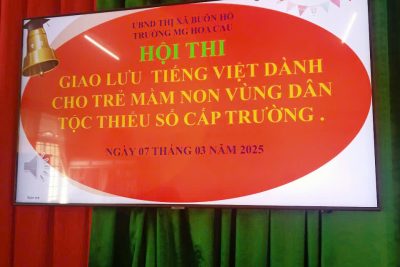 UBND THỊ XÃ BUÔN HỒ
TRƯỜNG MG HOA CAU
HỘI THI
GIAO LƯU TIẾNG VIỆT DÀNH
CHO TRẺ MẦM NON VÙNG DÂN
TỘC THIỂU SỐ CẤP TRƯỜNG .
NGÀY 07 THÁNG 03 NĂM 2025